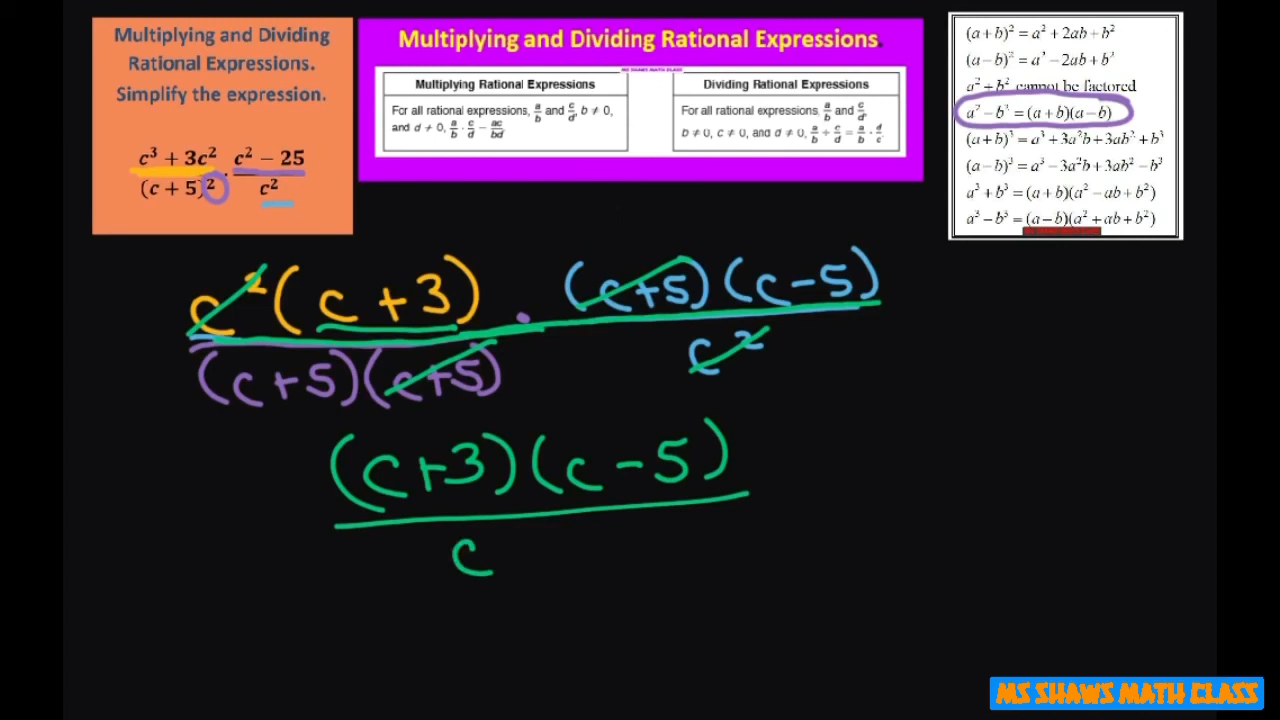 Multiplying and Dividing
Rational Expressions.
Simplify the expression.
c³ + 3c² / (c + 5)² · c² − 25 / c²
Multiplying and Dividing Rational Expressions.
MS SHAWS MATH CLASS
Multiplying Rational Expressions
For all rational expressions, a/b and c/d, b ≠ 0,
and d ≠ 0, a/b · c/d = ac/bd.
Dividing Rational Expressions
For all rational expressions, a/b and c/d,
b ≠ 0, c ≠ 0, and d ≠ 0, a/b ÷ c/d = a/b · d/c.
(a+b)² = a² + 2ab + b²
(a−b)² = a² − 2ab + b²
a² + b² cannot be factored
a² − b² = (a+b)(a−b)
(a+b)³ = a³ + 3a²b + 3ab² + b³
(a−b)³ = a³ − 3a²b + 3ab² − b³
a³ + b³ = (a+b)(a² − ab + b²)
a³ − b³ = (a−b)(a² + ab + b²)
c²(c+3) · (c+5)(c−5)
(c+5)(c+5) c²
(c+3)(c−5)
c
MS SHAWS MATH CLASS